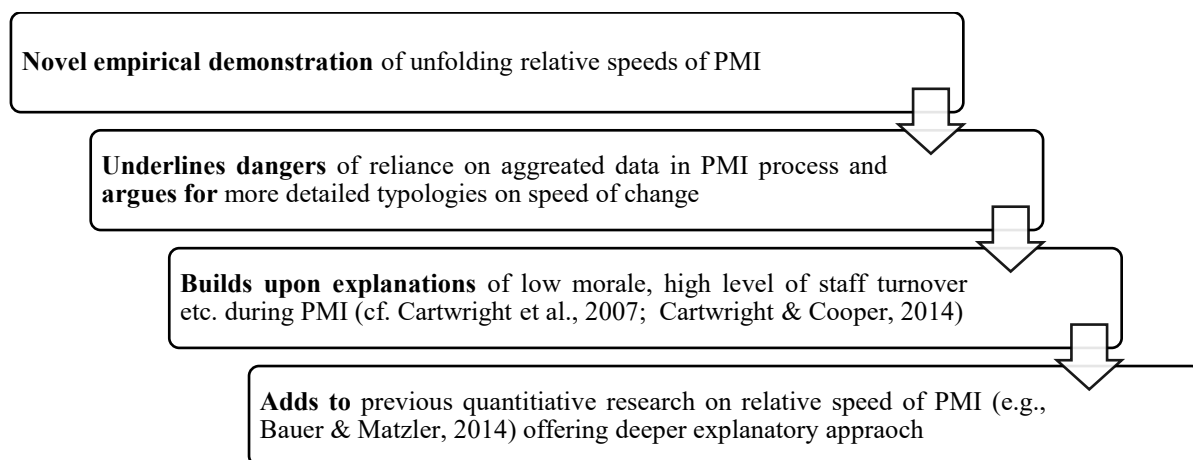 Novel empirical demonstration of unfolding relative speeds of PMI
Underlines dangers of reliance on aggreated data in PMI process and
argues for more detailed typologies on speed of change
Builds upon explanations of low morale, high level of staff turnover
etc. during PMI (cf. Cartwright et al., 2007; Cartwright & Cooper, 2014)
Adds to previous quantitiative research on relative speed of PMI (e.g.,
Bauer & Matzler, 2014) offering deeper explanatory appraoch